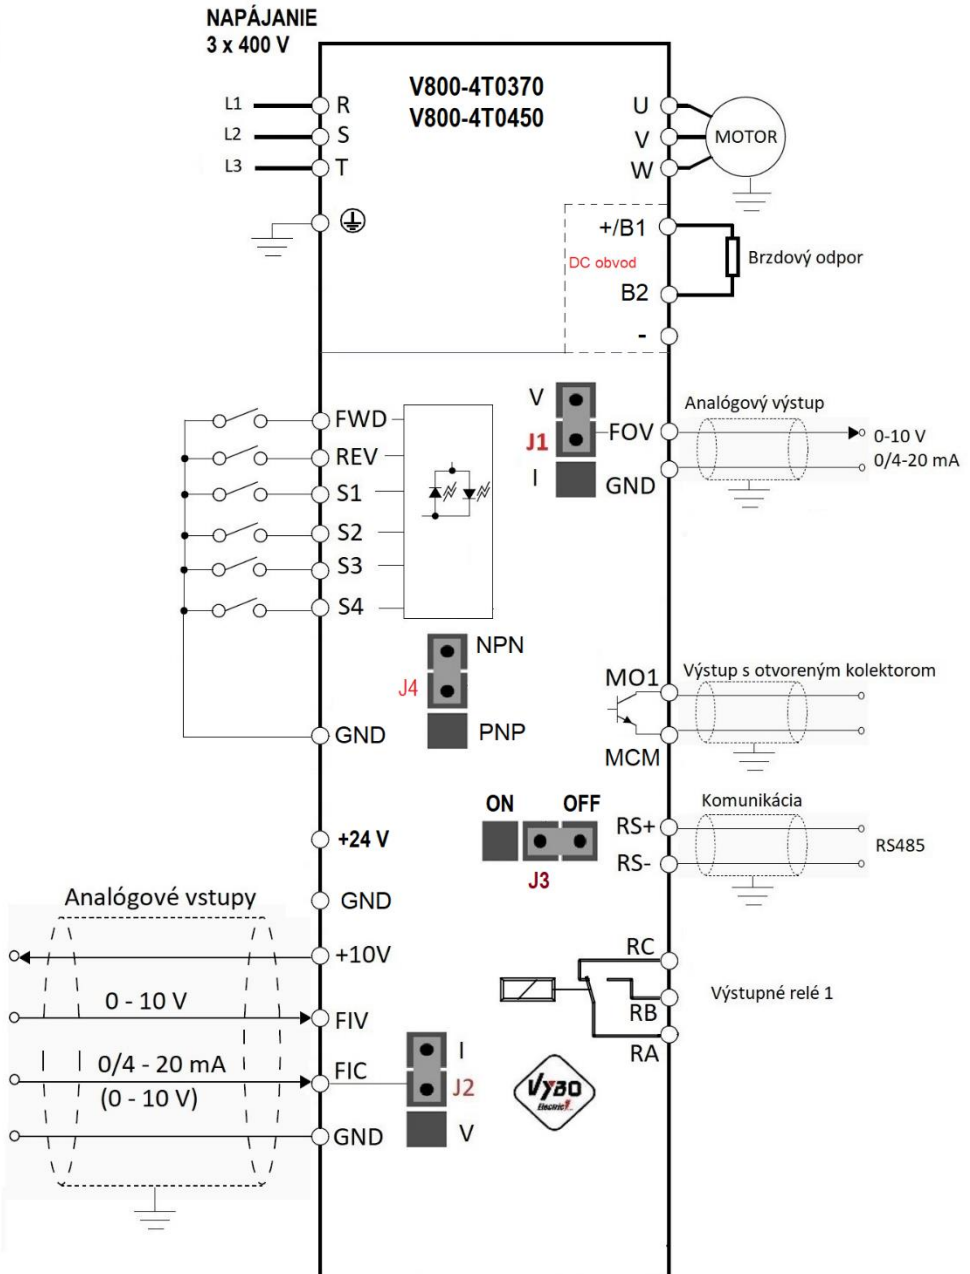 NAPÁJANIE
3 x 400 V
V800-4T0370
V800-4T0450
L1
R
L2
S
L3
T
U
V
W
MOTOR
+/B1
DC obvod
B2
-
Brzdový odpor
FWD
REV
S1
S2
S3
S4
V
J1
I
FOV
GND
Analógový výstup
0-10 V
0/4-20 mA
NPN
J4
PNP
GND
MO1
MCM
Výstup s otvoreným kolektorom
ON OFF
J3
RS+
RS-
Komunikácia
RS485
+24 V
GND
Analógové vstupy
+10V
0 - 10 V
FIV
0/4 - 20 mA
(0 - 10 V)
FIC
GND
I
J2
V
RC
RB
RA
Výstupné relé 1
VYBO
Electric